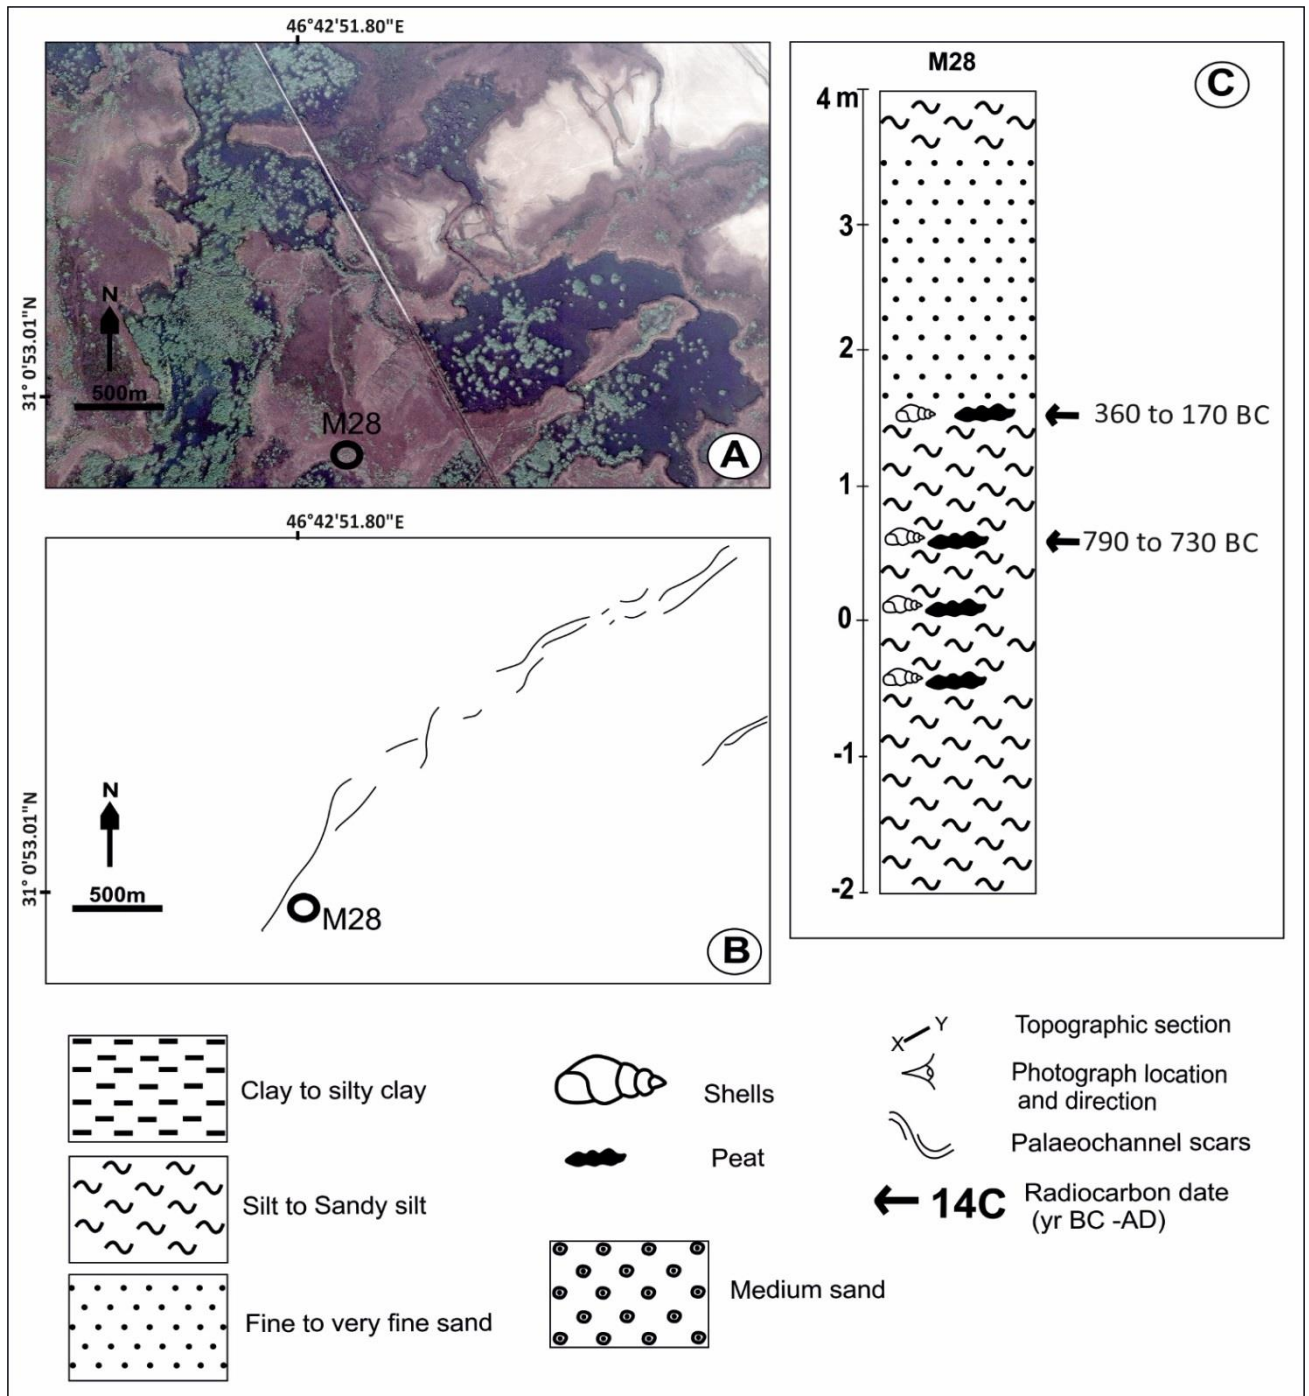 46°42'51.80"E
31° 0'53.01"N
N
500m
M28
A
46°42'51.80"E
31° 0'53.01"N
N
500m
M28
B
M28
C
4 m
3
2
1
0
-1
-2
360 to 170 BC
790 to 730 BC
Clay to silty clay
Silt to Sandy silt
Fine to very fine sand
Shells
Peat
Medium sand
X Y
Topographic section
Photograph location
and direction
Palaeochannel scars
14C
Radiocarbon date
(yr BC -AD)